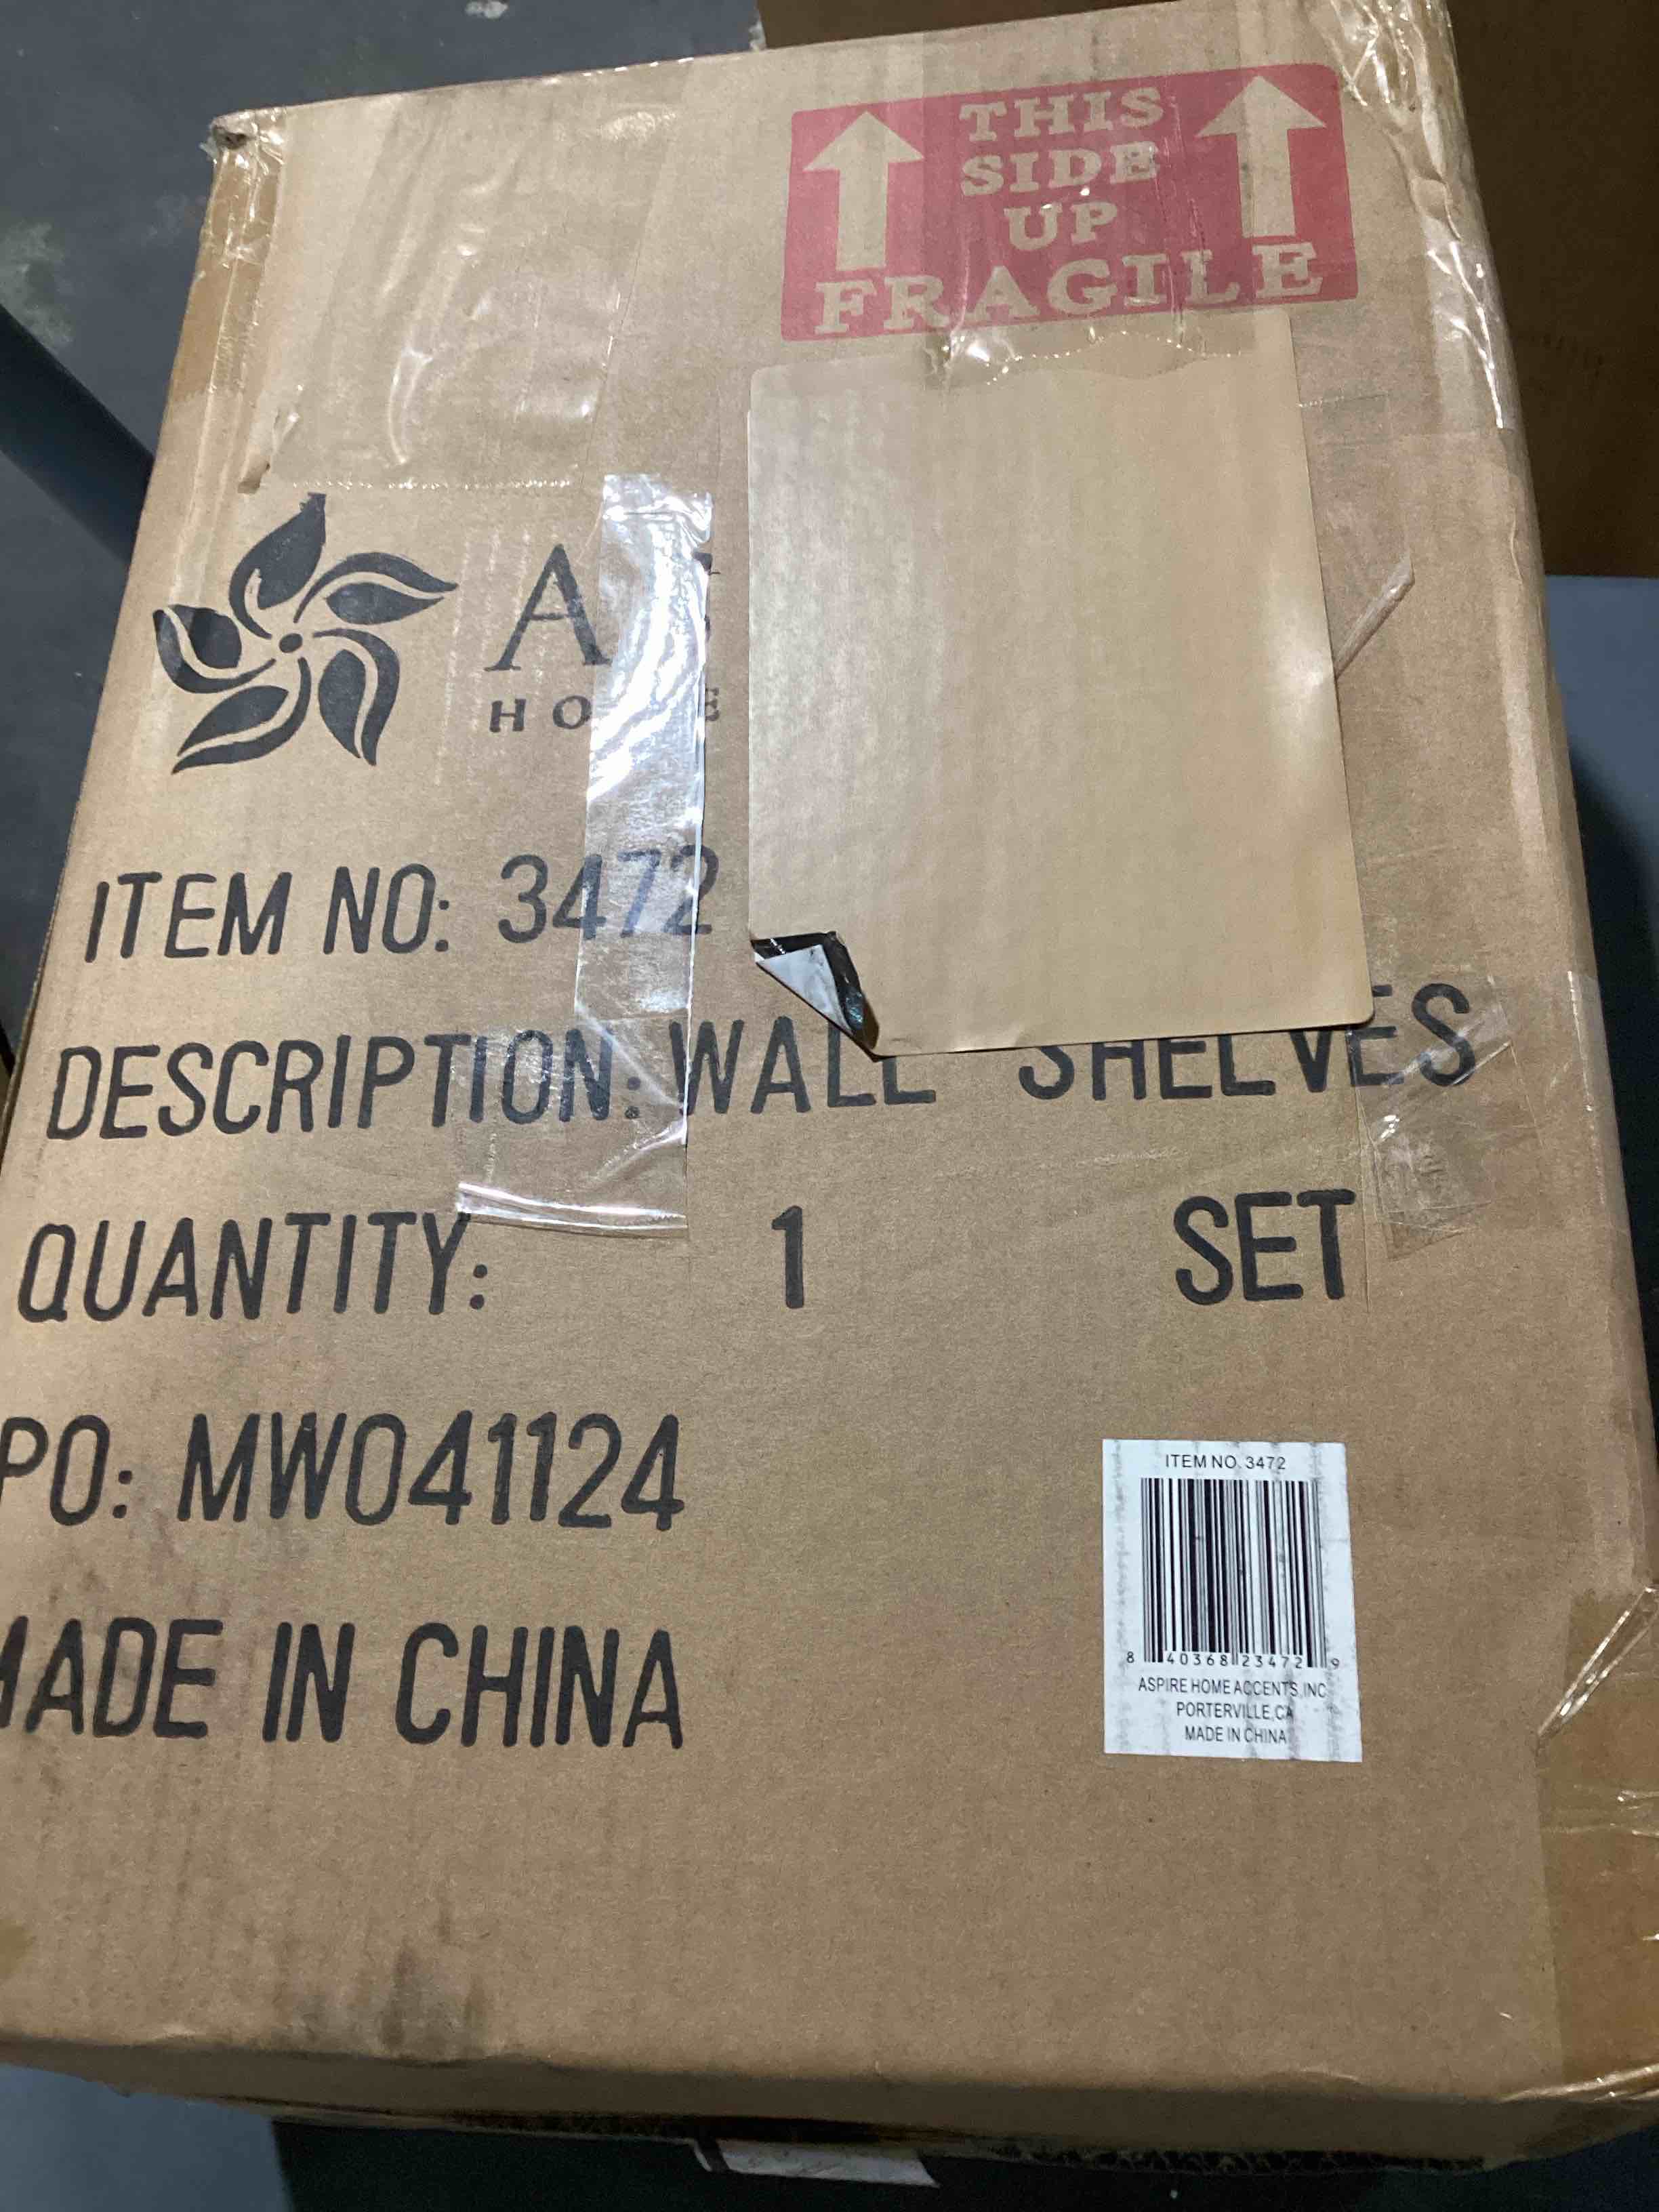 THIS
SIDE
UP
FRAGILE
A
HO E
ITEM NO: 3472
DESCRIPTION: WALL SHELVES
QUANTITY: 1 SET
PO: MW041124
MADE IN CHINA
ITEM NO. 3472
8 40368 23472 9
ASPIRE HOME ACCENTS,INC
PORTERVILLE,CA
MADE IN CHINA